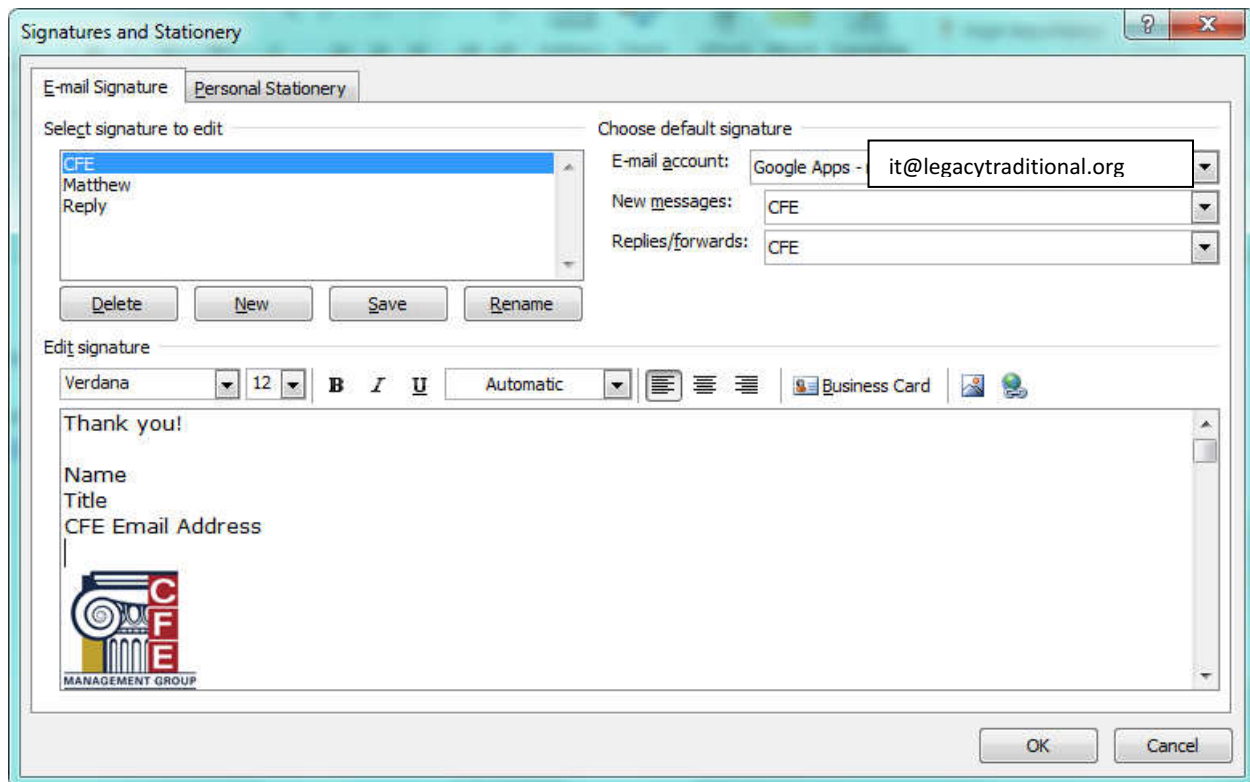 Signatures and Stationery
E-mail Signature
Personal Stationery
Select signature to edit
Choose default signature
CFE
Matthew
Reply
E-mail account:
Google Apps -
it@legacytraditional.org
New messages:
CFE
Replies/forwards:
CFE
Delete
New
Save
Rename
Edit signature
Verdana
12
B
I
U
Automatic
Business Card
Thank you!
Name
Title
CFE Email Address
C
F
E
MANAGEMENT GROUP
OK
Cancel